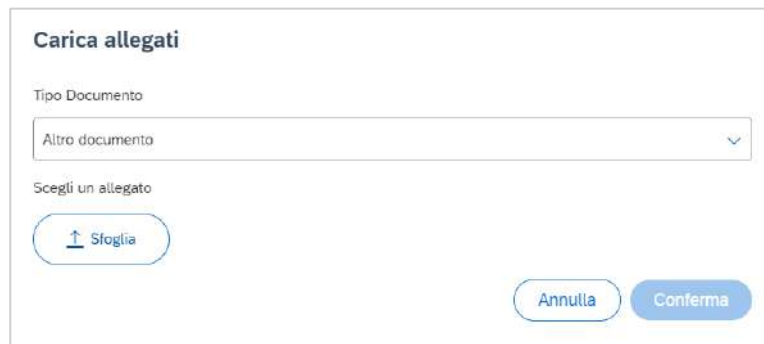 Carica allegati
Tipo Documento
Altro documento
Scegli un allegato
Sfoglia
Annulla Conferma